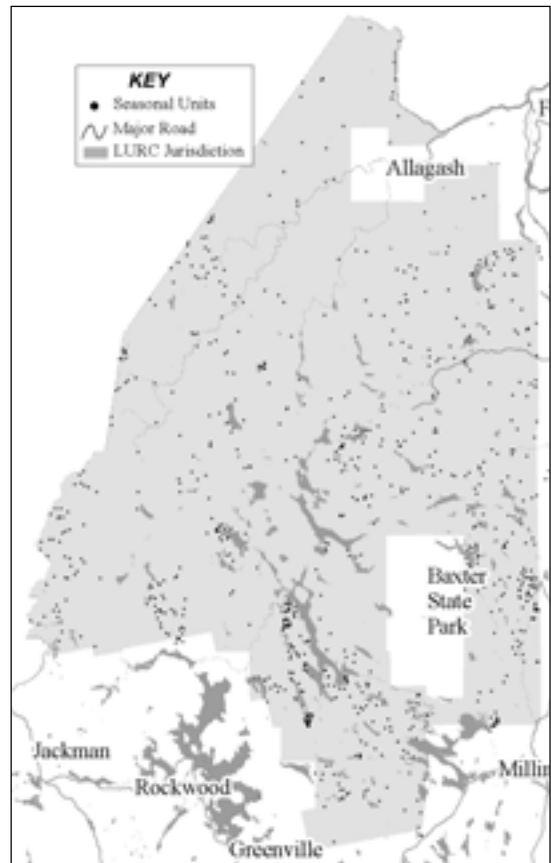 KEY
Seasonal Units
Major Road
LURC Jurisdiction
F
Allagash
Baxter
State
Park
Jackman
Rockwood
Millin
Greenville